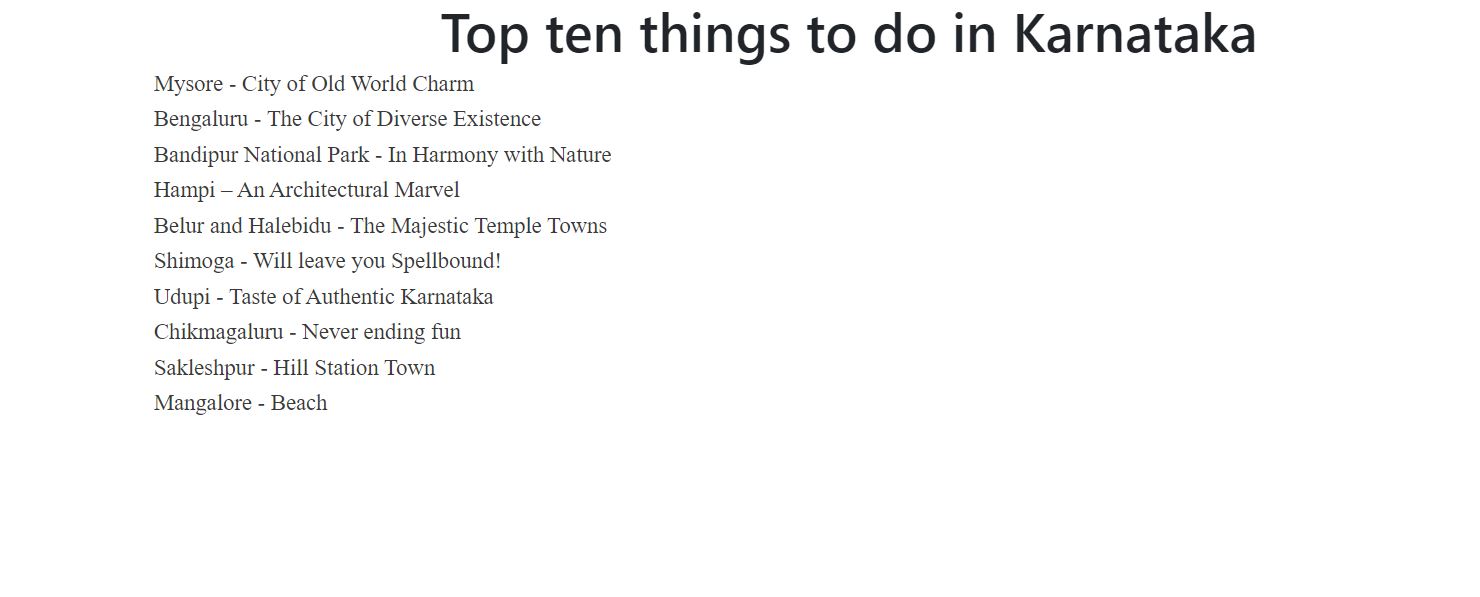 Top ten things to do in Karnataka
Mysore - City of Old World Charm
Bengaluru - The City of Diverse Existence
Bandipur National Park - In Harmony with Nature
Hampi – An Architectural Marvel
Belur and Halebidu - The Majestic Temple Towns
Shimoga - Will leave you Spellbound!
Udupi - Taste of Authentic Karnataka
Chikmagaluru - Never ending fun
Sakleshpur - Hill Station Town
Mangalore - Beach